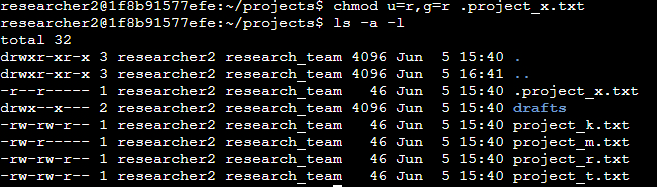 researcher2@1f8b91577efe:~/projects$ chmod u=r,g=r .project_x.txt
researcher2@1f8b91577efe:~/projects$ ls -a -l
total 32
drwxr-xr-x 3 researcher2 research_team 4096 Jun  5 15:40 .
drwxr-xr-x 3 researcher2 research_team 4096 Jun  5 16:41 ..
-r--r----- 1 researcher2 research_team   46 Jun  5 15:40 .project_x.txt
drwx--x--- 2 researcher2 research_team 4096 Jun  5 15:40 drafts
-rw-rw-r-- 1 researcher2 research_team   46 Jun  5 15:40 project_k.txt
-rw-r----- 1 researcher2 research_team   46 Jun  5 15:40 project_m.txt
-rw-rw-r-- 1 researcher2 research_team   46 Jun  5 15:40 project_r.txt
-rw-rw-r-- 1 researcher2 research_team   46 Jun  5 15:40 project_t.txt